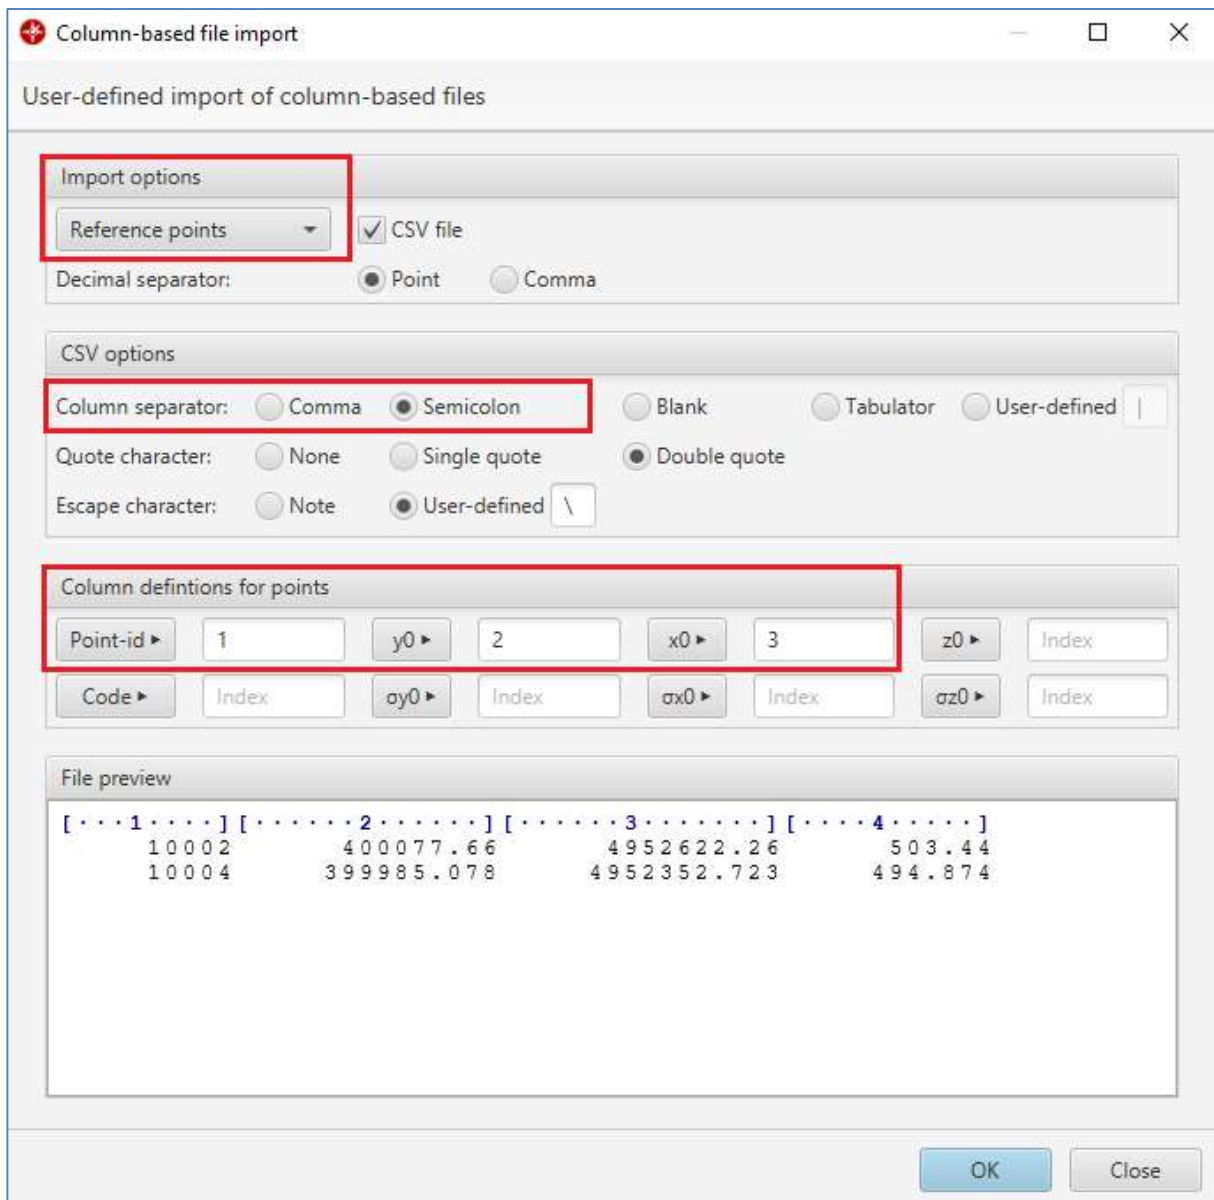 Column-based file import
User-defined import of column-based files
Import options
Reference points CSV file
Decimal separator: Point Comma
CSV options
Column separator: Comma Semicolon Blank Tabulator User-defined |
Quote character: None Single quote Double quote
Escape character: Note User-defined \
Column defintions for points
Point-id ▸ 1 y0 ▸ 2 x0 ▸ 3 z0 ▸ Index
Code ▸ Index σy0 ▸ Index σx0 ▸ Index σz0 ▸ Index
File preview
[···1····][······2······][······3·······][····4·····]
10002 400077.66 4952622.26 503.44
10004 399985.078 4952352.723 494.874
OK Close